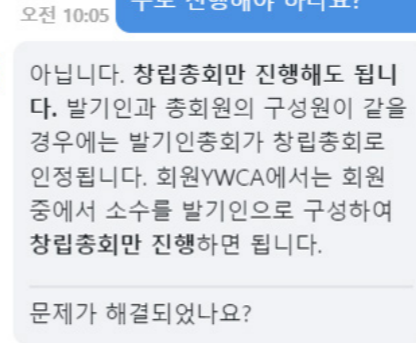 오전 10:05
아닙니다. 창립총회만 진행해도 됩니
다. 발기인과 총회원의 구성원이 같을
경우에는 발기인총회가 창립총회로
인정됩니다. 회원YWCA에서는 회원
중에서 소수를 발기인으로 구성하여
창립총회만 진행하면 됩니다.
문제가 해결되었나요?